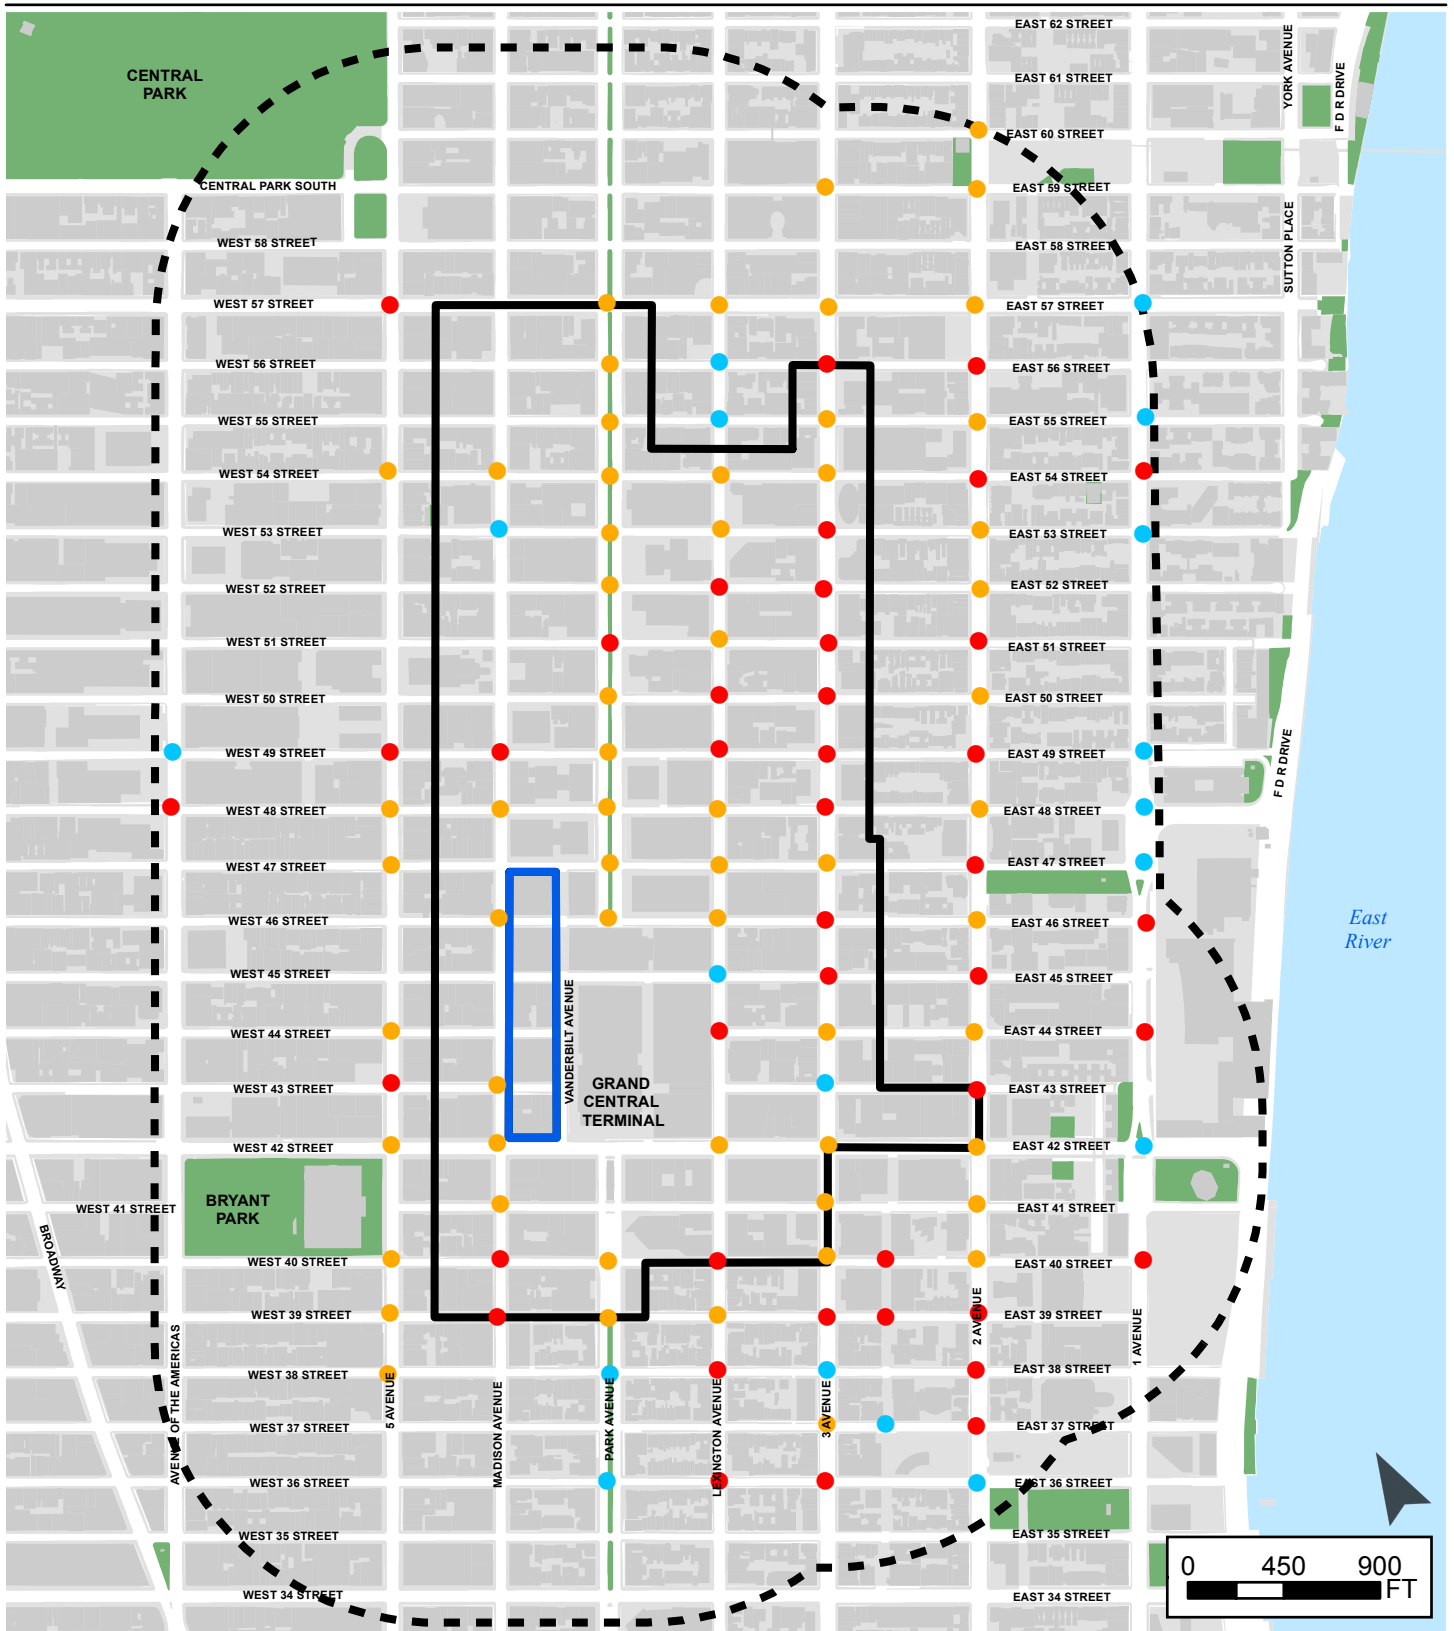 EAST 62 STREET
YORK AVENUE
F D R DRIVE
CENTRAL
PARK
EAST 61 STREET
EAST 60 STREET
CENTRAL PARK SOUTH
EAST 59 STREET
WEST 58 STREET
EAST 58 STREET
SUTTON PLACE
WEST 57 STREET
EAST 57 STREET
WEST 56 STREET
EAST 56 STREET
WEST 55 STREET
EAST 55 STREET
WEST 54 STREET
EAST 54 STREET
WEST 53 STREET
EAST 53 STREET
WEST 52 STREET
EAST 52 STREET
WEST 51 STREET
EAST 51 STREET
WEST 50 STREET
EAST 50 STREET
WEST 49 STREET
EAST 49 STREET
F D R DRIVE
WEST 48 STREET
EAST 48 STREET
WEST 47 STREET
EAST 47 STREET
WEST 46 STREET
EAST 46 STREET
East
River
WEST 45 STREET
EAST 45 STREET
VANDERBILT AVENUE
WEST 44 STREET
EAST 44 STREET
WEST 43 STREET
EAST 43 STREET
GRAND
CENTRAL
TERMINAL
WEST 42 STREET
EAST 42 STREET
BRYANT
PARK
WEST 41 STREET
EAST 41 STREET
BROADWAY
WEST 40 STREET
EAST 40 STREET
WEST 39 STREET
EAST 39 STREET
2 AVENUE
1 AVENUE
WEST 38 STREET
EAST 38 STREET
AVENUE OF THE AMERICAS
5 AVENUE
MADISON AVENUE
PARK AVENUE
LEXINGTON AVENUE
3 AVENUE
WEST 37 STREET
EAST 37 STREET
WEST 36 STREET
EAST 36 STREET
WEST 35 STREET
EAST 35 STREET
WEST 34 STREET
EAST 34 STREET
0 450 900
FT